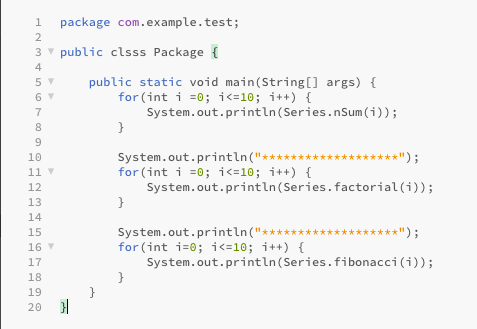 1 package com.example.test;
2
3 public clsss Package {
4
5 public static void main(String[] args) {
6 for(int i =0; i<=10; i++) {
7 System.out.println(Series.nSum(i));
8 }
9
10 System.out.println("*******************");
11 for(int i =0; i<=10; i++) {
12 System.out.println(Series.factorial(i));
13 }
14
15 System.out.println("*******************");
16 for(int i=0; i<=10; i++) {
17 System.out.println(Series.fibonacci(i));
18 }
19 }
20 }